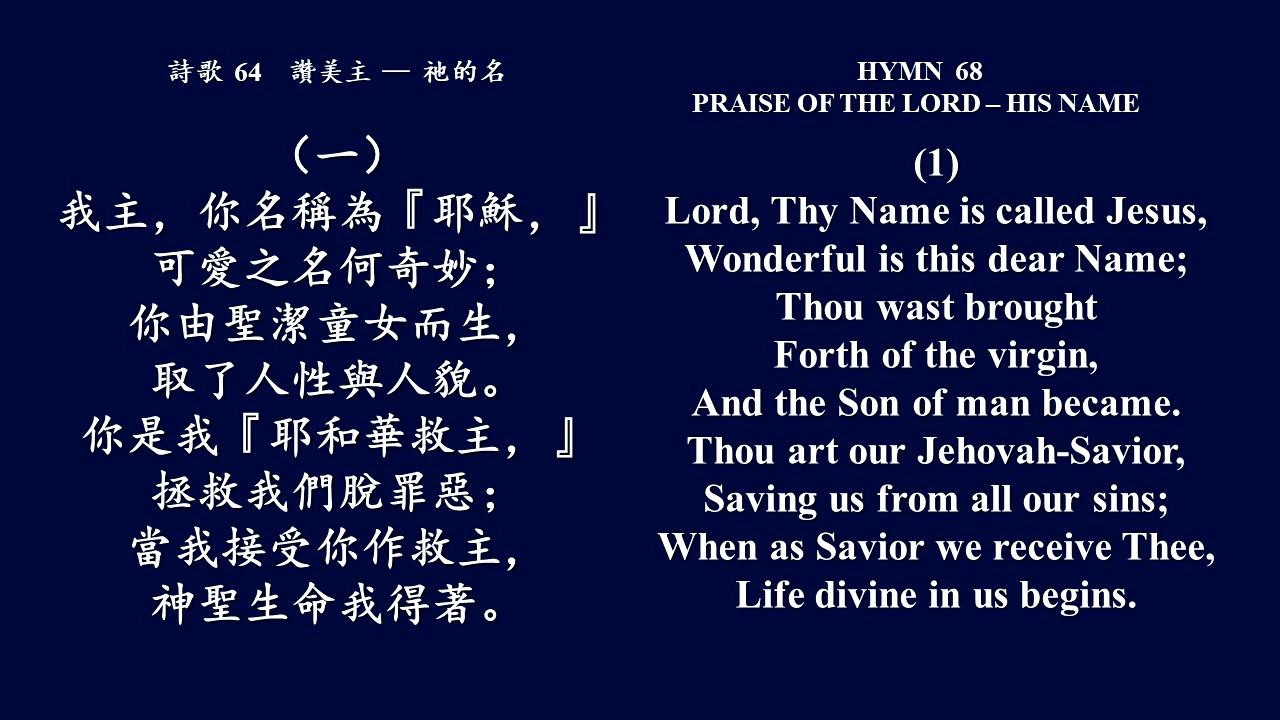 詩歌 64 讚美主 — 祂的名
（一）
我主，你名稱為『耶穌，』
可愛之名何奇妙；
你由聖潔童女而生，
取了人性與人貌。
你是我『耶和華救主，』
拯救我們脫罪惡；
當我接受你作救主，
神聖生命我得著。
HYMN 68
PRAISE OF THE LORD – HIS NAME
(1)
Lord, Thy Name is called Jesus,
Wonderful is this dear Name;
Thou wast brought
Forth of the virgin,
And the Son of man became.
Thou art our Jehovah-Savior,
Saving us from all our sins;
When as Savior we receive Thee,
Life divine in us begins.